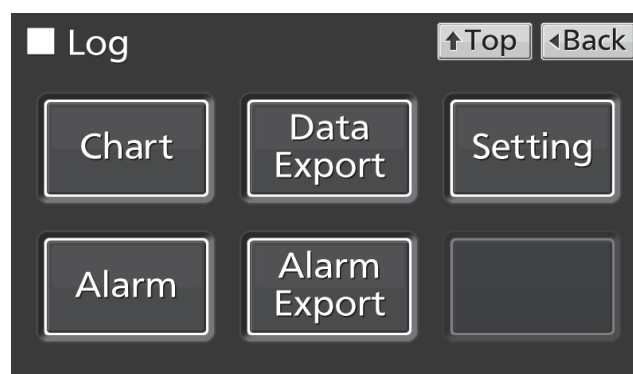 Log
↑Top
◂Back
Chart
Data
Export
Setting
Alarm
Alarm
Export